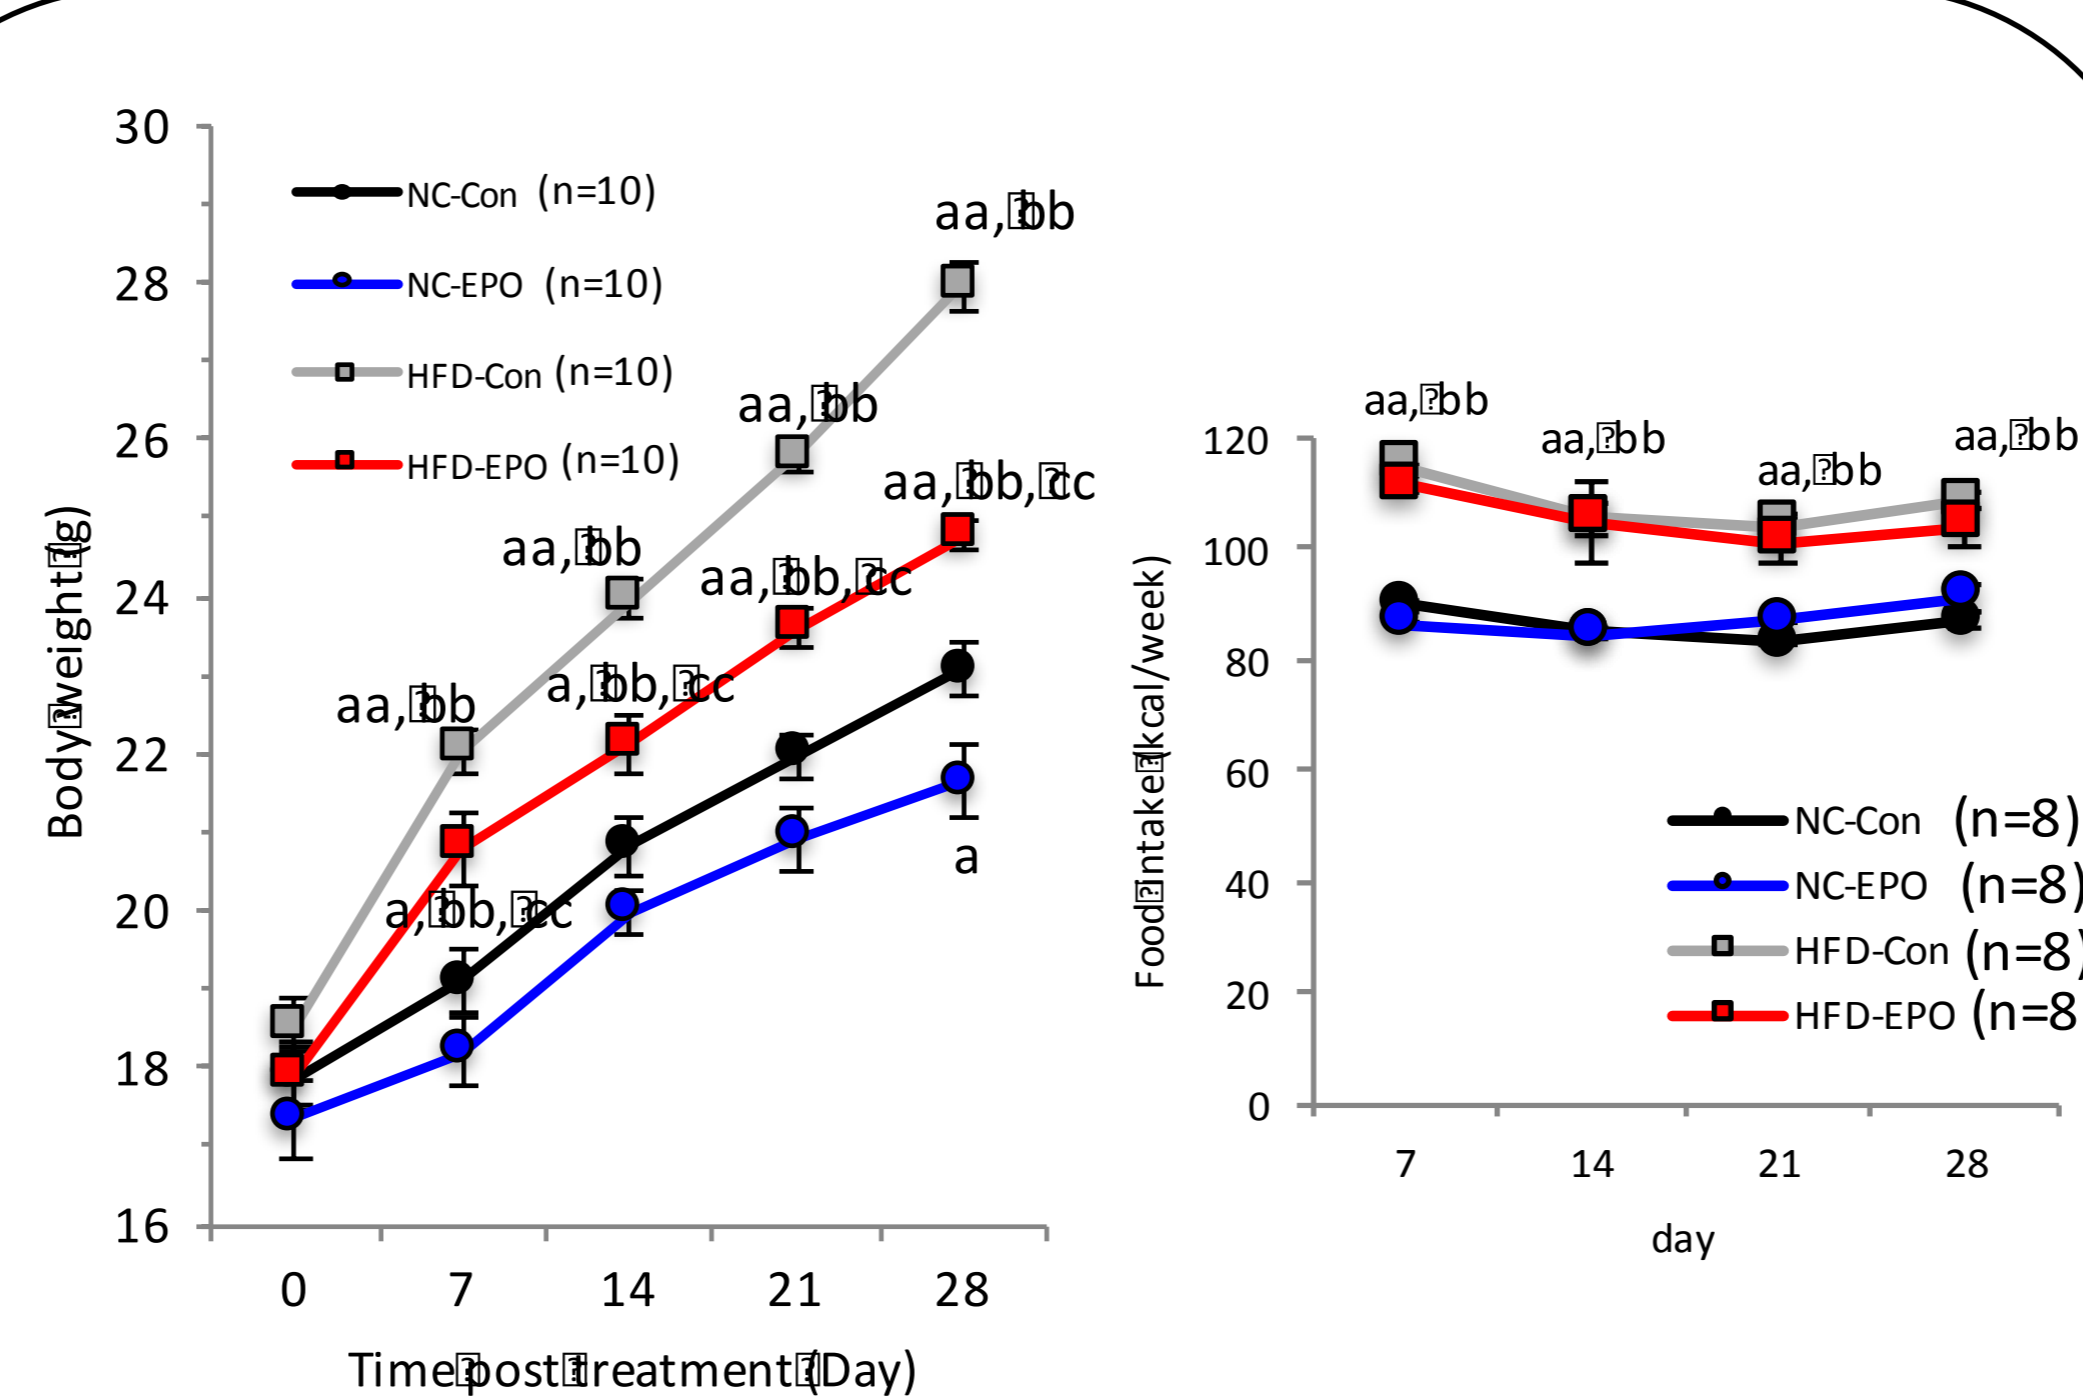 30
28
26
24
22
20
18
16
Body weight (g)
NC-Con (n=10)
NC-EPO (n=10)
HFD-Con (n=10)
HFD-EPO (n=10)
aa, bb
aa, bb
aa, bb
aa, bb
aa, bb, cc
aa, bb, cc
a, bb, cc
a, bb, cc
a
0 7 14 21 28
Time post treatment (Day)
120
100
80
60
40
20
0
Food intake (kcal/week)
aa, bb
aa, bb
aa, bb
aa, bb
NC-Con (n=8)
NC-EPO (n=8)
HFD-Con (n=8)
HFD-EPO (n=8
7 14 21 28
day